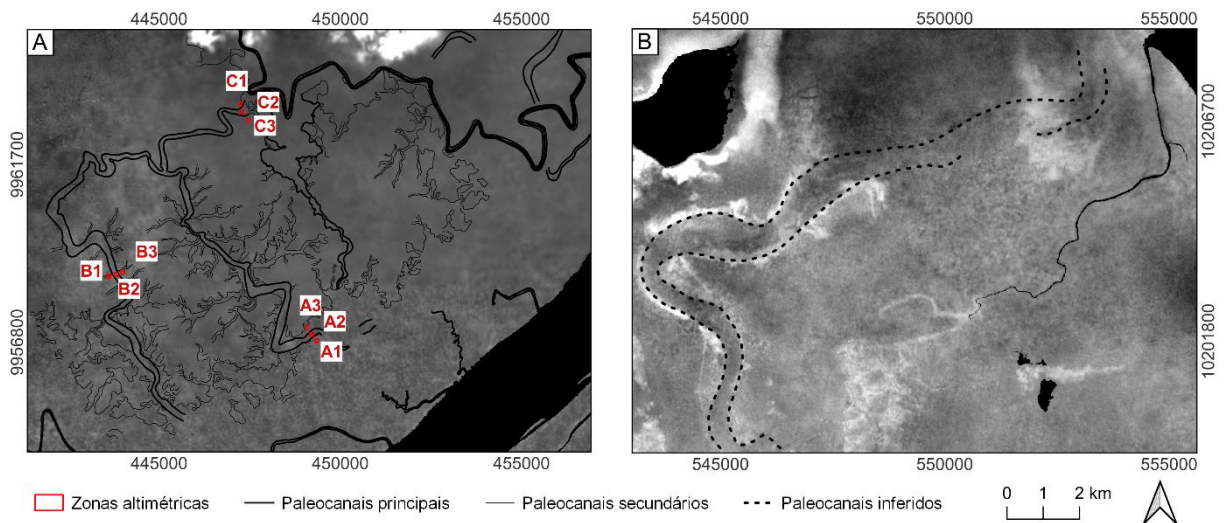 445000 450000 455000 545000 550000 555000
A
B
C1
C2
C3
B3
B1
B2
A3
A2
A1
9961700
9956800
10206700
10201800
445000 450000 455000 545000 550000 555000
Zonas altimétricas Paleocanais principais Paleocanais secundários Paleocanais inferidos
0 1 2 km